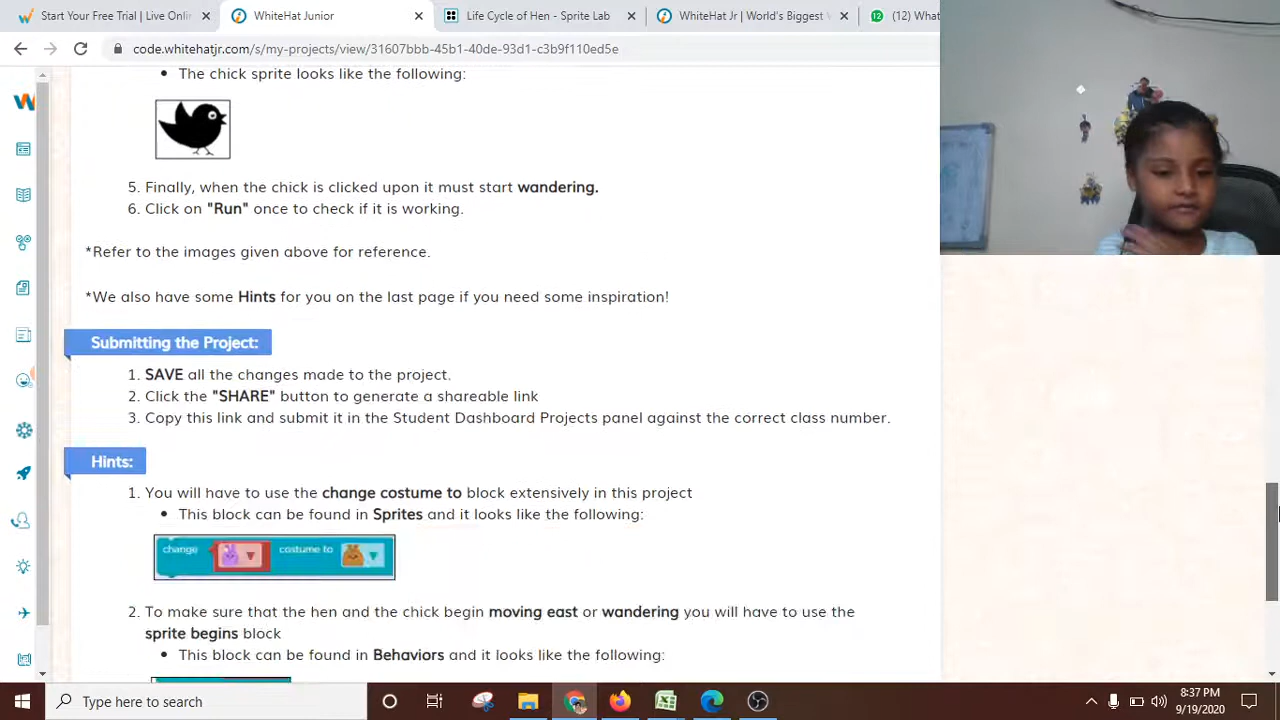 Start Your Free Trial | Live Onlin
WhiteHat Junior
Life Cycle of Hen - Sprite Lab
WhiteHat Jr | World's Biggest V
(12) What
code.whitehatjr.com/s/my-projects/view/31607bbb-45b1-40de-93d1-c3b9f110ed5e
• The chick sprite looks like the following:
5. Finally, when the chick is clicked upon it must start wandering.
6. Click on "Run" once to check if it is working.
*Refer to the images given above for reference.
*We also have some Hints for you on the last page if you need some inspiration!
Submitting the Project:
1. SAVE all the changes made to the project.
2. Click the "SHARE" button to generate a shareable link
3. Copy this link and submit it in the Student Dashboard Projects panel against the correct class number.
Hints:
1. You will have to use the change costume to block extensively in this project
• This block can be found in Sprites and it looks like the following:
change costume to
2. To make sure that the hen and the chick begin moving east or wandering you will have to use the
sprite begins block
• This block can be found in Behaviors and it looks like the following:
Type here to search
8:37 PM
9/19/2020